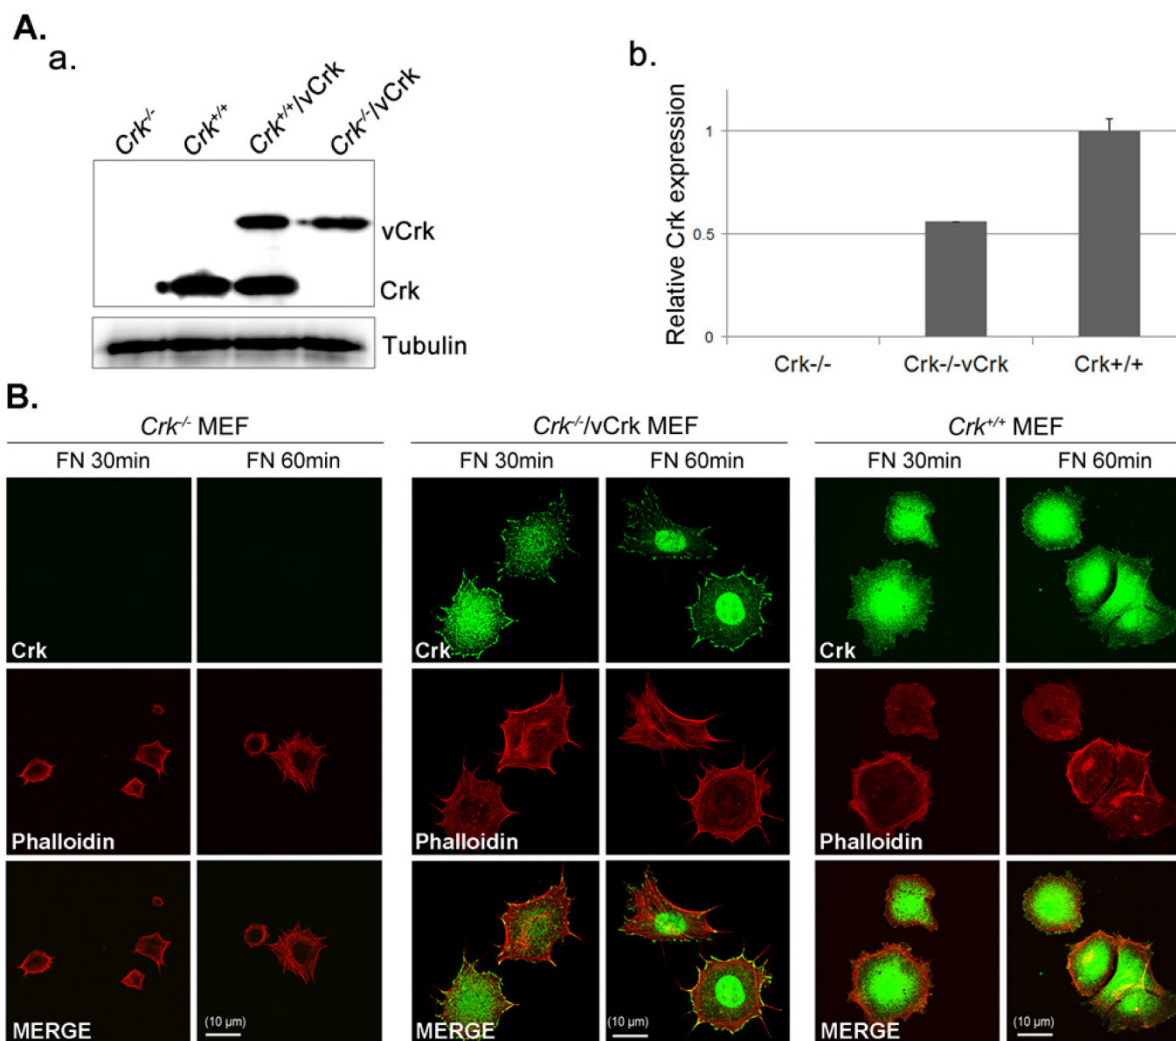 A.
a.
Crk-/-
Crk+/+
Crk+/+/vCrk
Crk-/-/vCrk
vCrk
Crk
Tubulin
b.
Relative Crk expression
1
0.5
0
Crk-/-
Crk-/-vCrk
Crk+/+
B.
Crk-/- MEF
Crk-/-/vCrk MEF
Crk+/+ MEF
FN 30min
FN 60min
FN 30min
FN 60min
FN 30min
FN 60min
Crk
Crk
Crk
Phalloidin
Phalloidin
Phalloidin
MERGE
(10 µm)
MERGE
(10 µm)
MERGE
(10 µm)